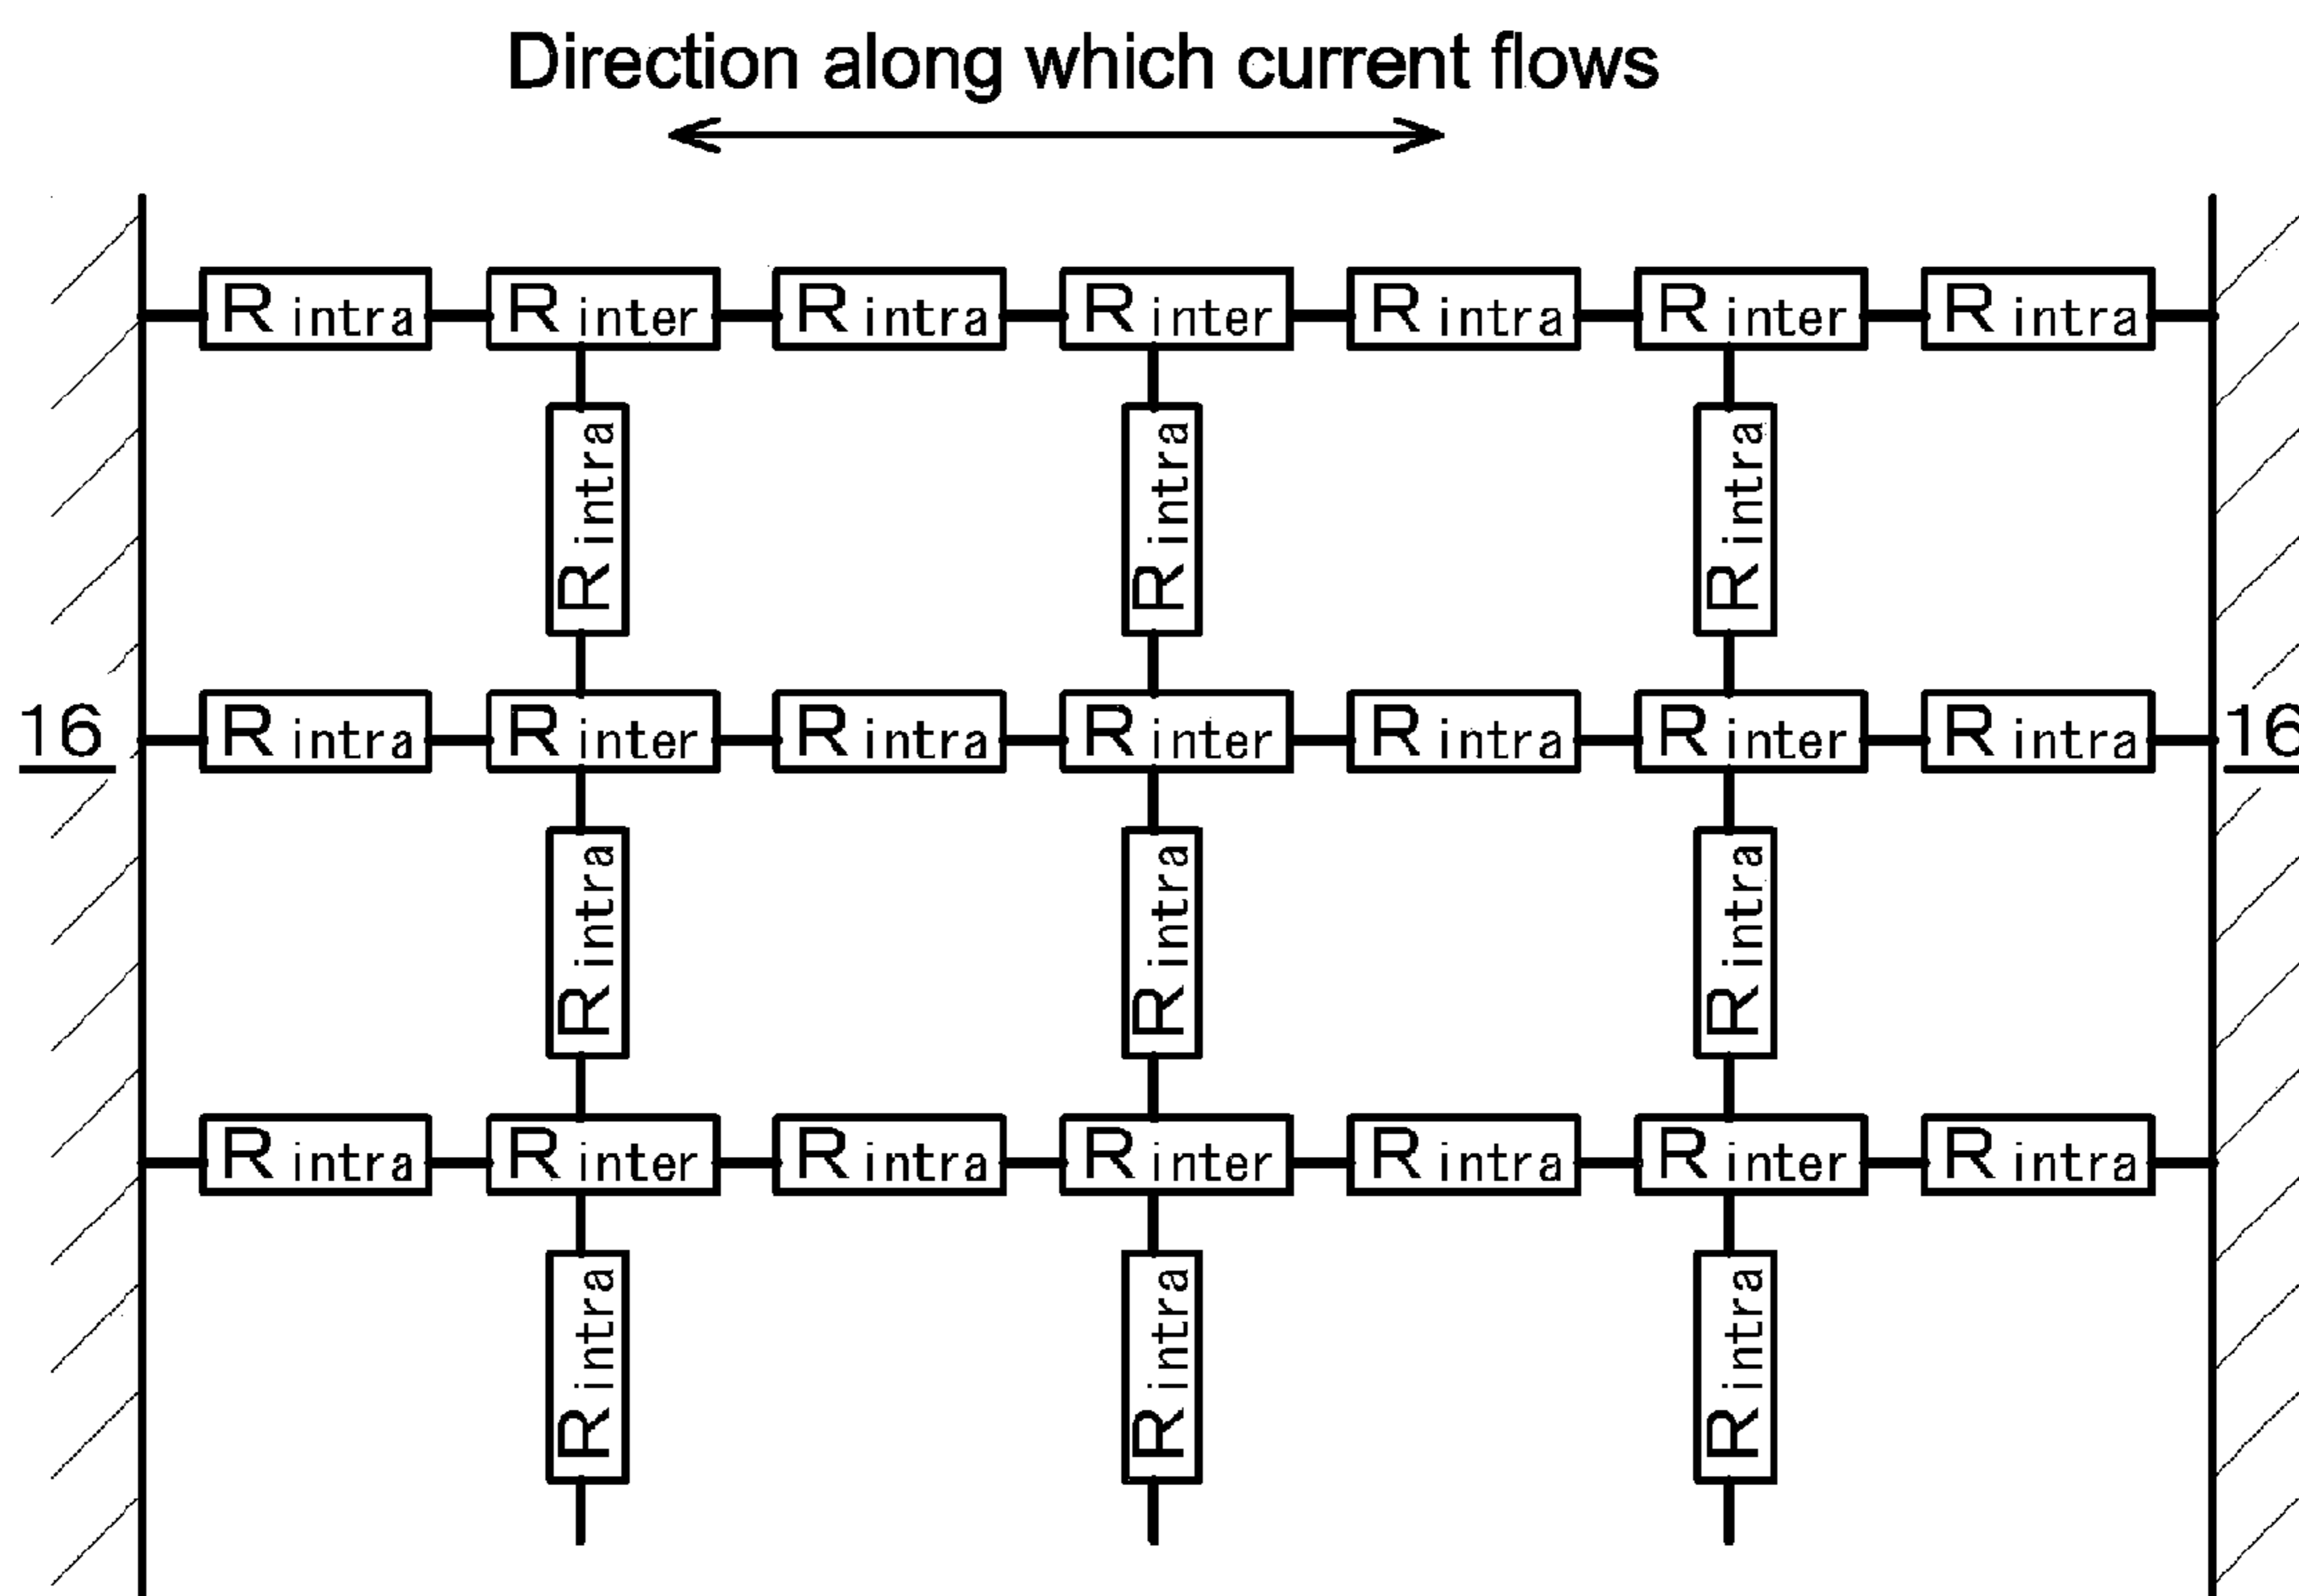 Direction along which current flows
R intra R inter R intra R inter R intra R inter R intra
R intra R intra R intra
16 R intra R inter R intra R inter R intra R inter R intra 16
R intra R intra R intra
R intra R inter R intra R inter R intra R inter R intra
R intra R intra R intra